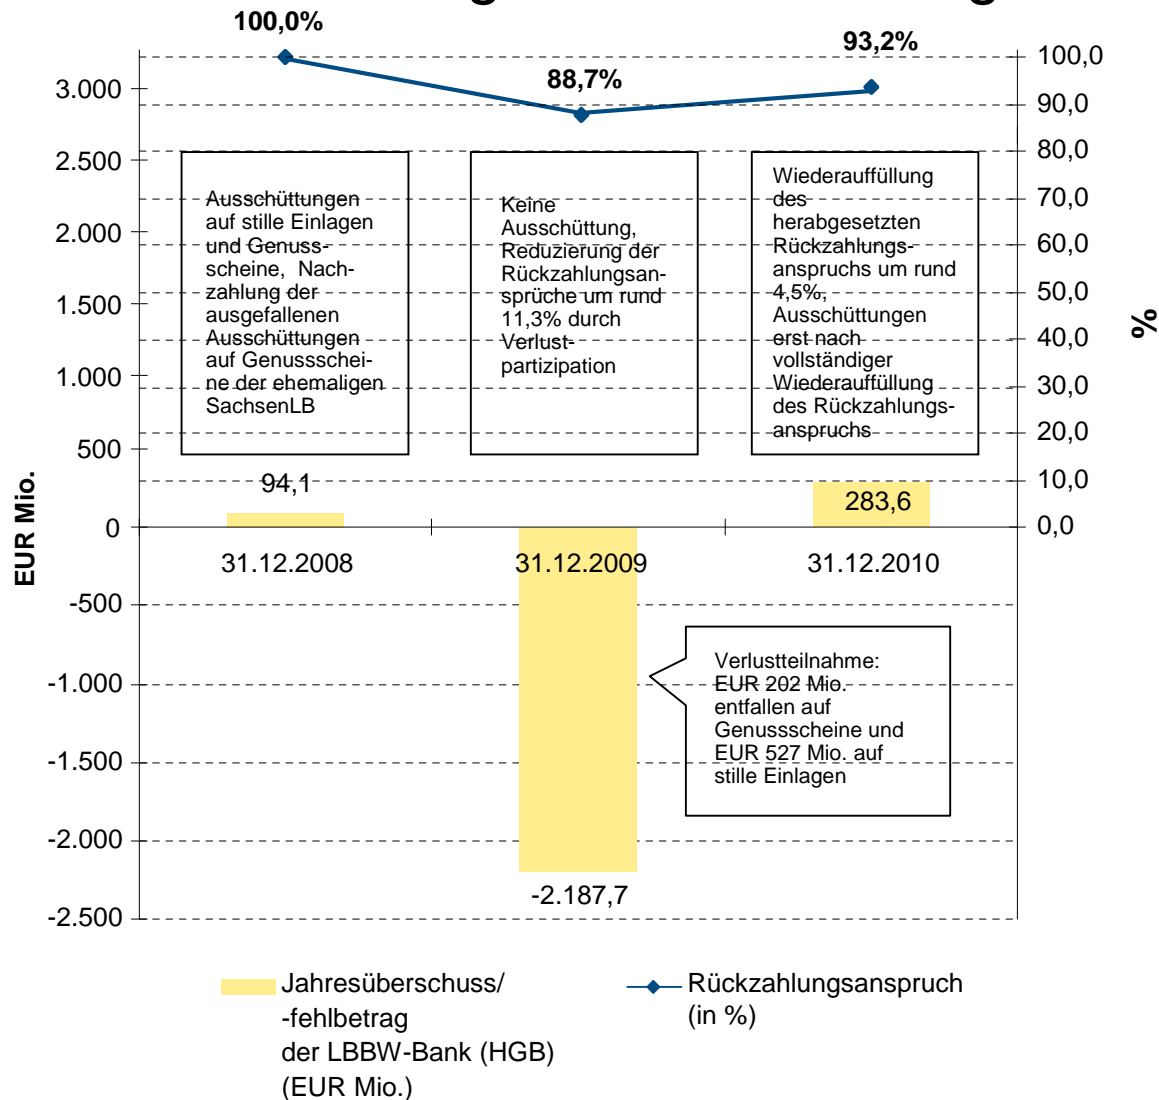 100,0%
88,7%
93,2%
3.000
2.500
2.000
1.500
1.000
500
0
-500
-1.000
-1.500
-2.000
-2.500
EUR Mio.
100,0
90,0
80,0
70,0
60,0
50,0
40,0
30,0
20,0
10,0
0,0
%
Ausschüttungen
auf stille Einlagen
und Genuss-
scheine, Nach-
zahlung der
ausgefallenen
Ausschüttungen
auf Genussschei-
ne der ehemaligen
SachsenLB
Keine
Ausschüttung,
Reduzierung der
Rückzahlungsan-
sprüche um rund
11,3% durch
Verlust-
partizipation
Wiederauffüllung
des
herabgesetzten
Rückzahlungs-
anspruchs um rund
4,5%,
Ausschüttungen
erst nach
vollständiger
Wiederauffüllung
des Rückzahlungs-
anspruchs
94,1
283,6
31.12.2008
31.12.2009
31.12.2010
Verlustteilnahme:
EUR 202 Mio.
entfallen auf
Genussscheine und
EUR 527 Mio. auf
stille Einlagen
-2.187,7
Jahresüberschuss/
-fehlbetrag
der LBBW-Bank (HGB)
(EUR Mio.)
Rückzahlungsanspruch
(in %)